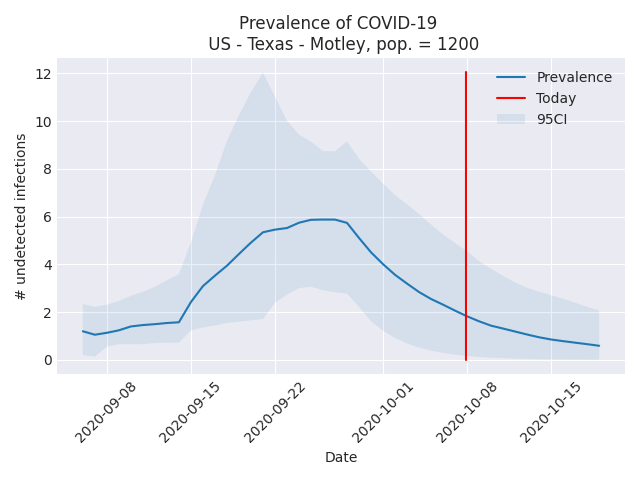 Prevalence of COVID-19
US - Texas - Motley, pop. = 1200
# undetected infections
12
10
8
6
4
2
0
Prevalence
Today
95CI
2020-09-08
2020-09-15
2020-09-22
2020-10-01
2020-10-08
2020-10-15
Date